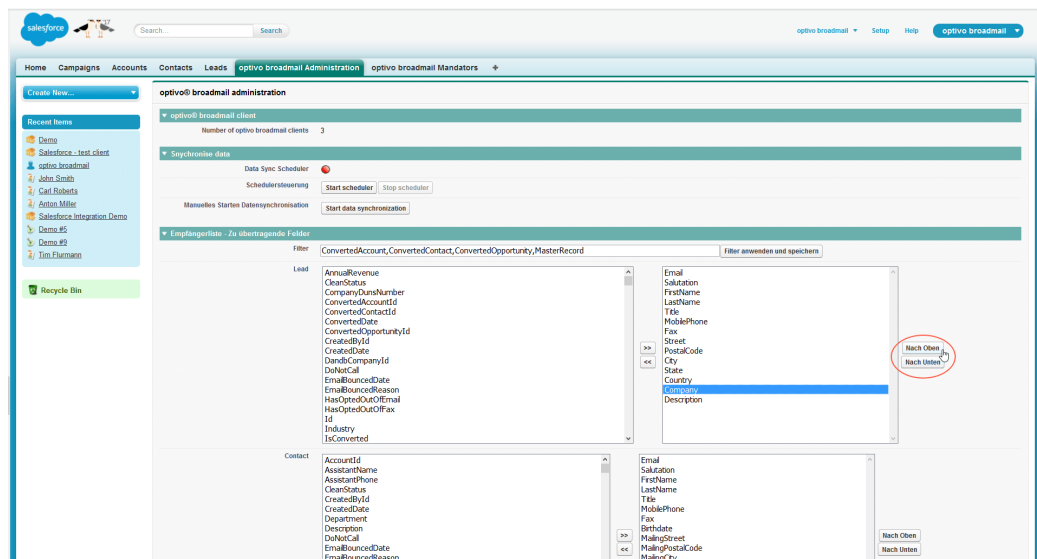 salesforce
17
Search...
Search
optivo broadmail
Setup
Help
optivo broadmail
Home
Campaigns
Accounts
Contacts
Leads
optivo broadmail Administration
optivo broadmail Mandators
+
Create New...
optivo® broadmail administration
Recent Items
Demo
Salesforce - test client
optivo broadmail
John Smith
Carl Roberts
Anton Miller
Salesforce Integration Demo
Demo #5
Demo #9
Tim Flurmann
Recycle Bin
optivo® broadmail client
Number of optivo broadmail clients 3
Snychronise data
Data Sync Scheduler
Schedulersteuerung Start scheduler Stop scheduler
Manuelles Starten Datensynchronisation Start data synchronization
Empfängerliste - Zu übertragende Felder
Filter ConvertedAccount,ConvertedContact,ConvertedOpportunity,MasterRecord Filter anwenden und speichern
Lead
AnnualRevenue
CleanStatus
CompanyDunsNumber
ConvertedAccountId
ConvertedContactId
ConvertedDate
ConvertedOpportunityId
CreatedById
CreatedDate
DandbCompanyId
DoNotCall
EmailBouncedDate
EmailBouncedReason
HasOptedOutOfEmail
HasOptedOutOfFax
Id
Industry
IsConverted
>>
<<
Email
Salutation
FirstName
LastName
Title
MobilePhone
Fax
Street
PostalCode
City
State
Country
Company
Description
Nach Oben
Nach Unten
Contact
AccountId
AssistantName
AssistantPhone
CleanStatus
CreatedById
CreatedDate
Department
Description
DoNotCall
EmailBouncedDate
EmailBouncedReason
>>
<<
Email
Salutation
FirstName
LastName
Title
MobilePhone
Fax
Birthdate
MailingStreet
MailingPostalCode
MailingCity
Nach Oben
Nach Unten